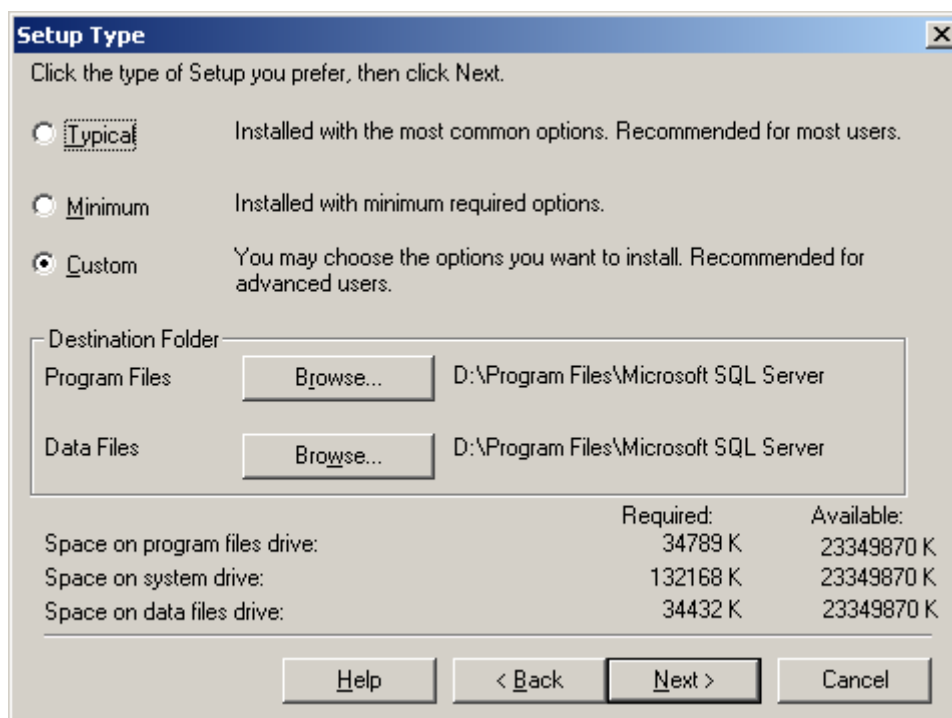 Setup Type
Click the type of Setup you prefer, then click Next.
Typical Installed with the most common options. Recommended for most users.
Minimum Installed with minimum required options.
Custom You may choose the options you want to install. Recommended for
advanced users.
Destination Folder
Program Files Browse... D:\Program Files\Microsoft SQL Server
Data Files Browse... D:\Program Files\Microsoft SQL Server
Required: Available:
Space on program files drive: 34789 K 23349870 K
Space on system drive: 132168 K 23349870 K
Space on data files drive: 34432 K 23349870 K
Help < Back Next > Cancel